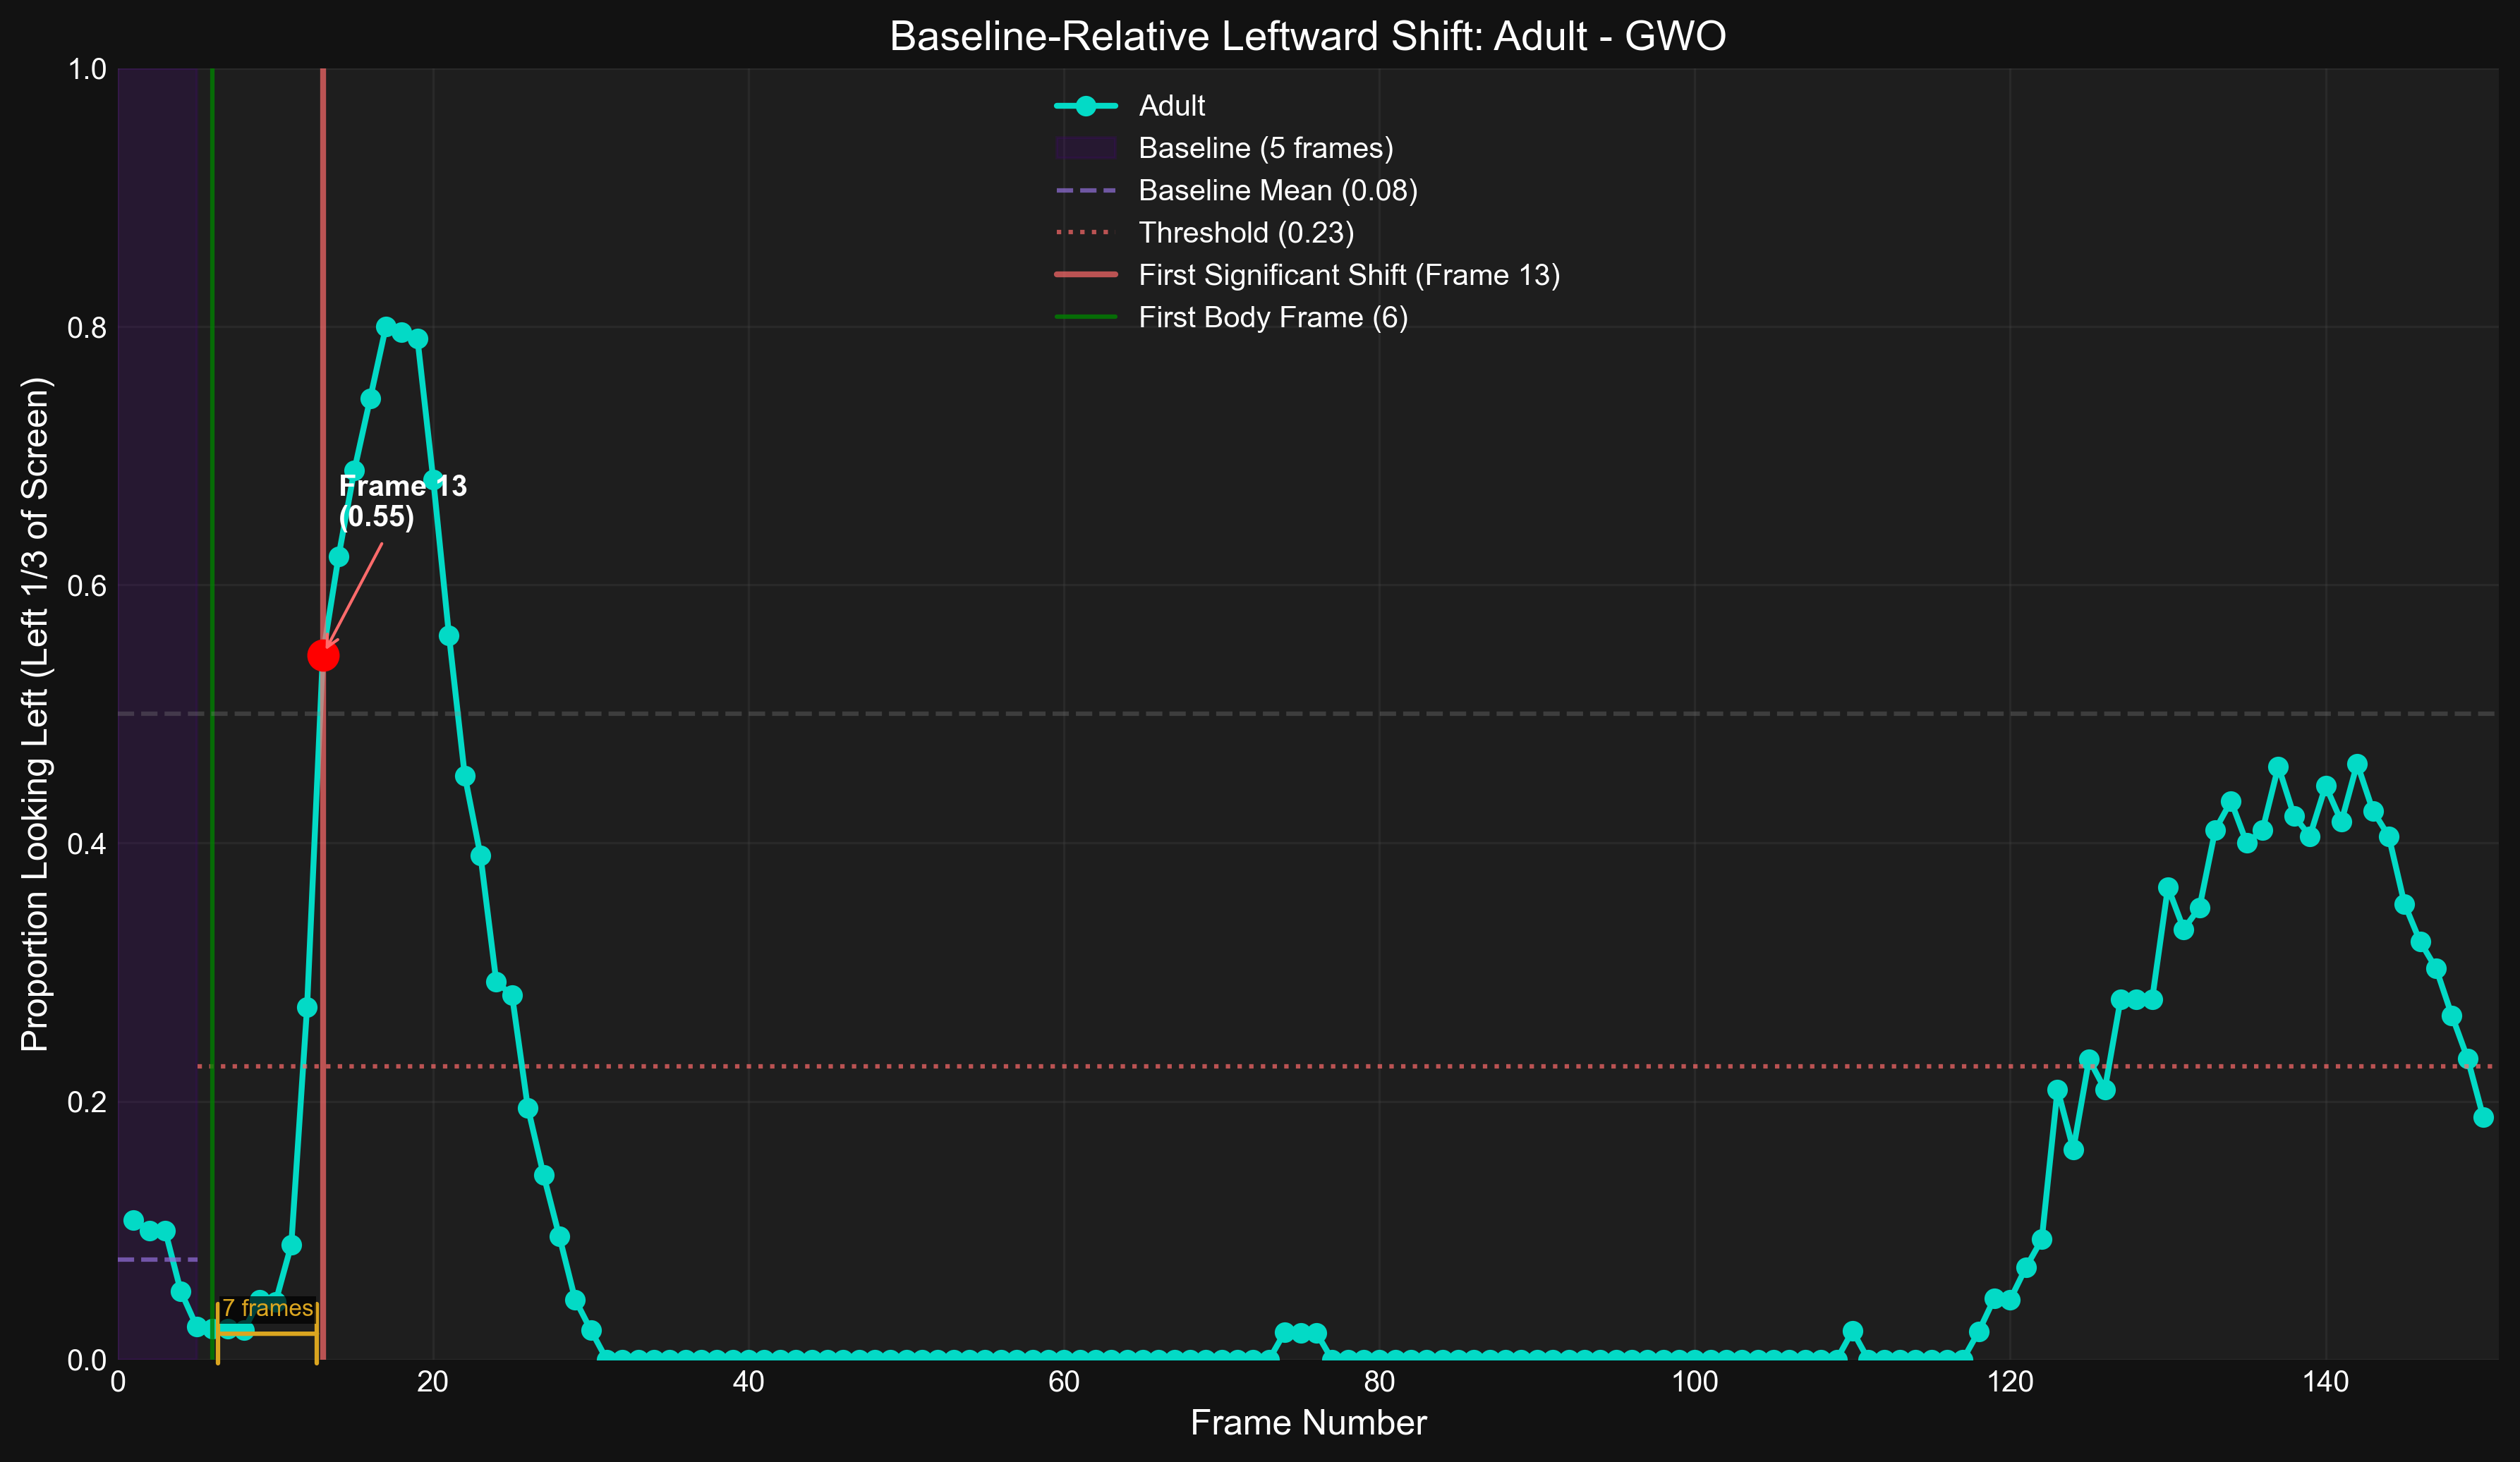 Baseline-Relative Leftward Shift: Adult - GWO
Adult
Baseline (5 frames)
Baseline Mean (0.08)
Threshold (0.23)
First Significant Shift (Frame 13)
First Body Frame (6)
Proportion Looking Left (Left 1/3 of Screen)
1.0
0.8
0.6
0.4
0.2
0.0
Frame 13
(0.55)
7 frames
0 20 40 60 80 100 120 140
Frame Number